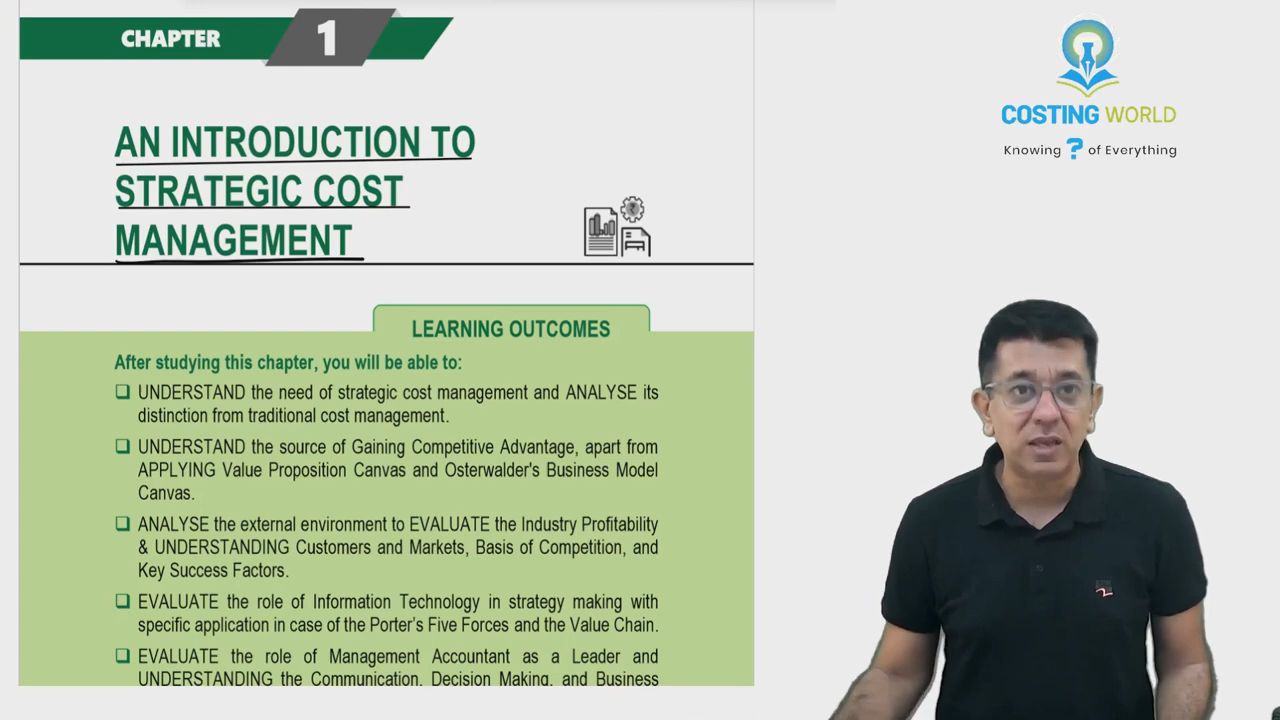 CHAPTER 1
AN INTRODUCTION TO
STRATEGIC COST
MANAGEMENT
LEARNING OUTCOMES
After studying this chapter, you will be able to:
❑ UNDERSTAND the need of strategic cost management and ANALYSE its
distinction from traditional cost management.
❑ UNDERSTAND the source of Gaining Competitive Advantage, apart from
APPLYING Value Proposition Canvas and Osterwalder's Business Model
Canvas.
❑ ANALYSE the external environment to EVALUATE the Industry Profitability
& UNDERSTANDING Customers and Markets, Basis of Competition, and
Key Success Factors.
❑ EVALUATE the role of Information Technology in strategy making with
specific application in case of the Porter's Five Forces and the Value Chain.
❑ EVALUATE the role of Management Accountant as a Leader and
UNDERSTANDING the Communication, Decision Making, and Business
COSTING WORLD
Knowing ? of Everything